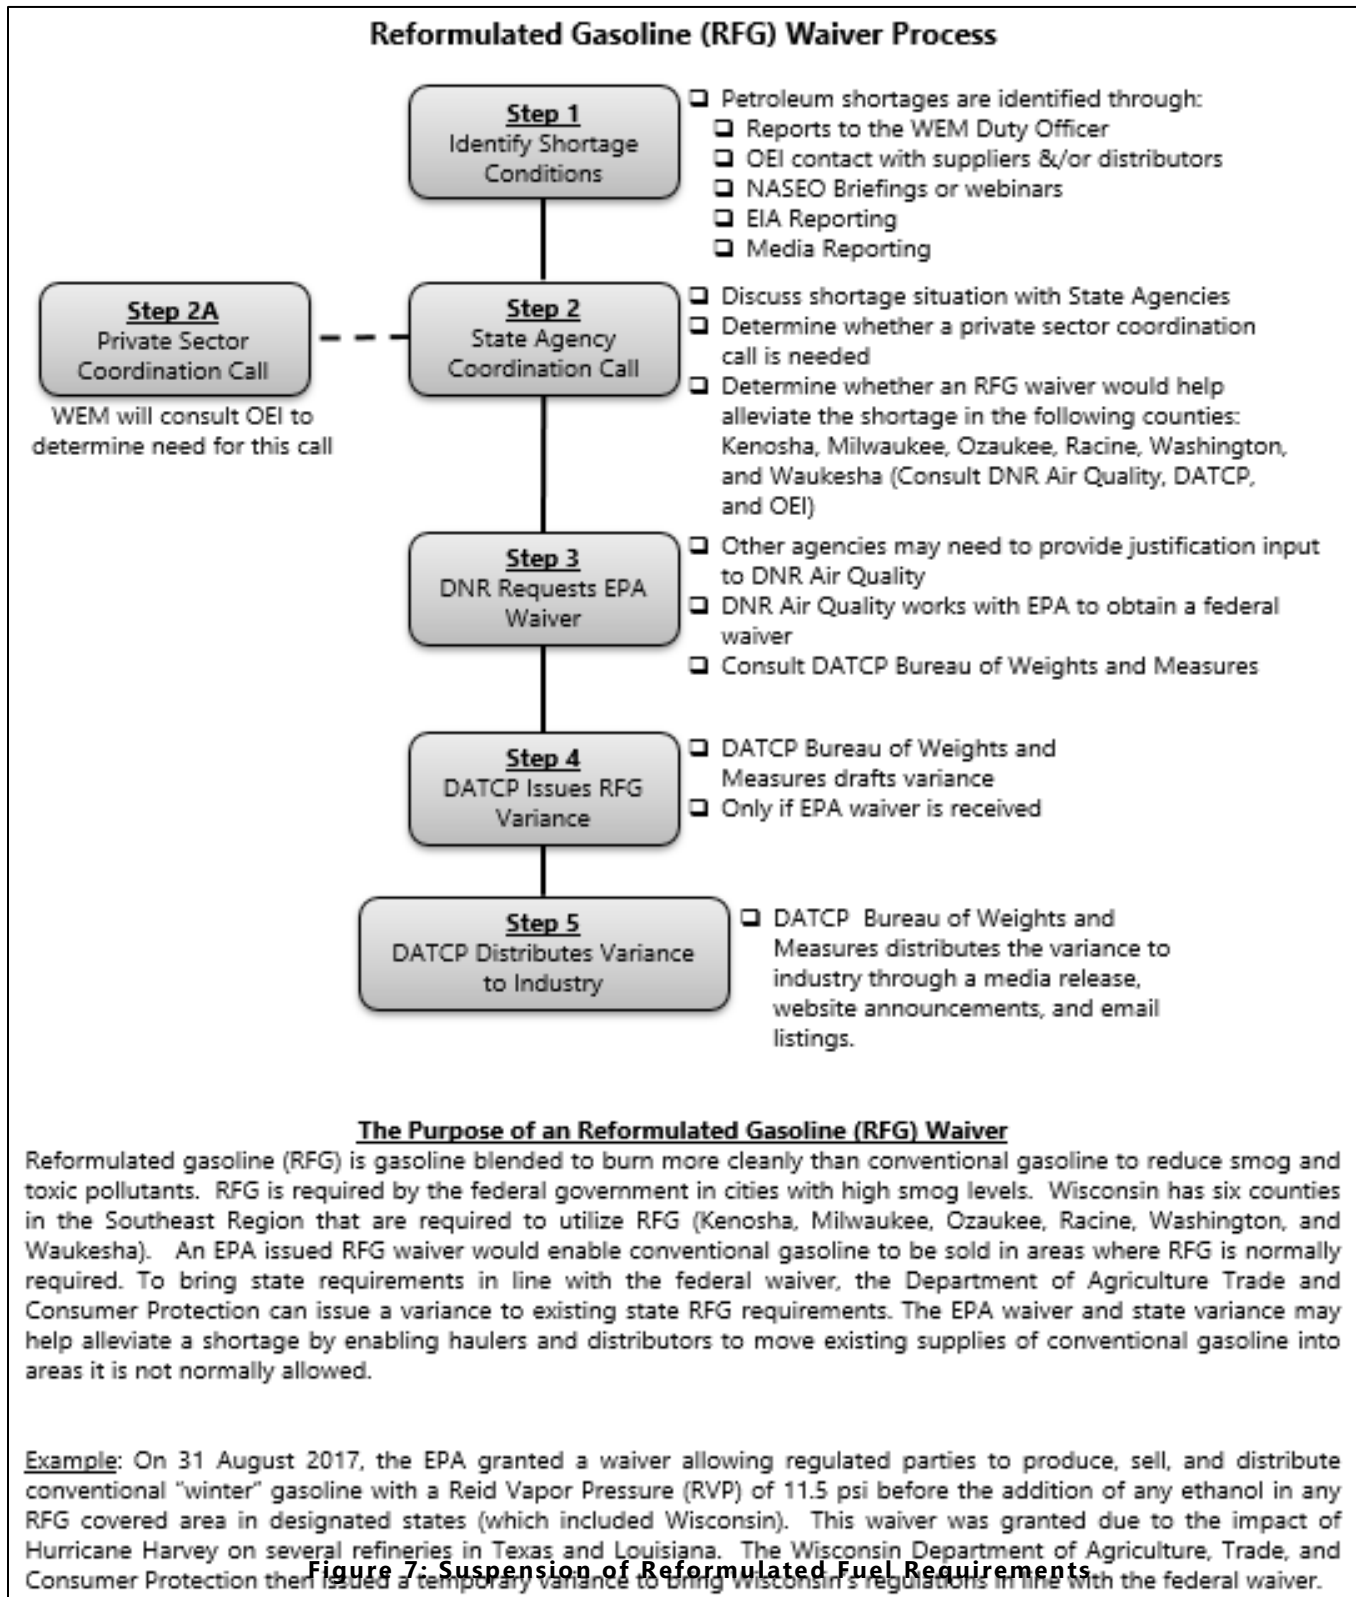 Reformulated Gasoline (RFG) Waiver Process
Step 1
Identify Shortage
Conditions
❑ Petroleum shortages are identified through:
❑ Reports to the WEM Duty Officer
❑ OEI contact with suppliers &/or distributors
❑ NASEO Briefings or webinars
❑ EIA Reporting
❑ Media Reporting
Step 2A
Private Sector
Coordination Call
WEM will consult OEI to
determine need for this call
Step 2
State Agency
Coordination Call
❑ Discuss shortage situation with State Agencies
❑ Determine whether a private sector coordination
call is needed
❑ Determine whether an RFG waiver would help
alleviate the shortage in the following counties:
Kenosha, Milwaukee, Ozaukee, Racine, Washington,
and Waukesha (Consult DNR Air Quality, DATCP,
and OEI)
Step 3
DNR Requests EPA
Waiver
❑ Other agencies may need to provide justification input
to DNR Air Quality
❑ DNR Air Quality works with EPA to obtain a federal
waiver
❑ Consult DATCP Bureau of Weights and Measures
Step 4
DATCP Issues RFG
Variance
❑ DATCP Bureau of Weights and
Measures drafts variance
❑ Only if EPA waiver is received
Step 5
DATCP Distributes Variance
to Industry
❑ DATCP Bureau of Weights and
Measures distributes the variance to
industry through a media release,
website announcements, and email
listings.
The Purpose of an Reformulated Gasoline (RFG) Waiver
Reformulated gasoline (RFG) is gasoline blended to burn more cleanly than conventional gasoline to reduce smog and
toxic pollutants. RFG is required by the federal government in cities with high smog levels. Wisconsin has six counties
in the Southeast Region that are required to utilize RFG (Kenosha, Milwaukee, Ozaukee, Racine, Washington, and
Waukesha). An EPA issued RFG waiver would enable conventional gasoline to be sold in areas where RFG is normally
required. To bring state requirements in line with the federal waiver, the Department of Agriculture Trade and
Consumer Protection can issue a variance to existing state RFG requirements. The EPA waiver and state variance may
help alleviate a shortage by enabling haulers and distributors to move existing supplies of conventional gasoline into
areas it is not normally allowed.
Example: On 31 August 2017, the EPA granted a waiver allowing regulated parties to produce, sell, and distribute
conventional "winter" gasoline with a Reid Vapor Pressure (RVP) of 11.5 psi before the addition of any ethanol in any
RFG covered area in designated states (which included Wisconsin). This waiver was granted due to the impact of
Hurricane Harvey on several refineries in Texas and Louisiana. The Wisconsin Department of Agriculture, Trade, and
Consumer Protection then issued a temporary variance to bring Wisconsin's regulations in line with the federal waiver.
Figure 7: Suspension of Reformulated Fuel Requirements